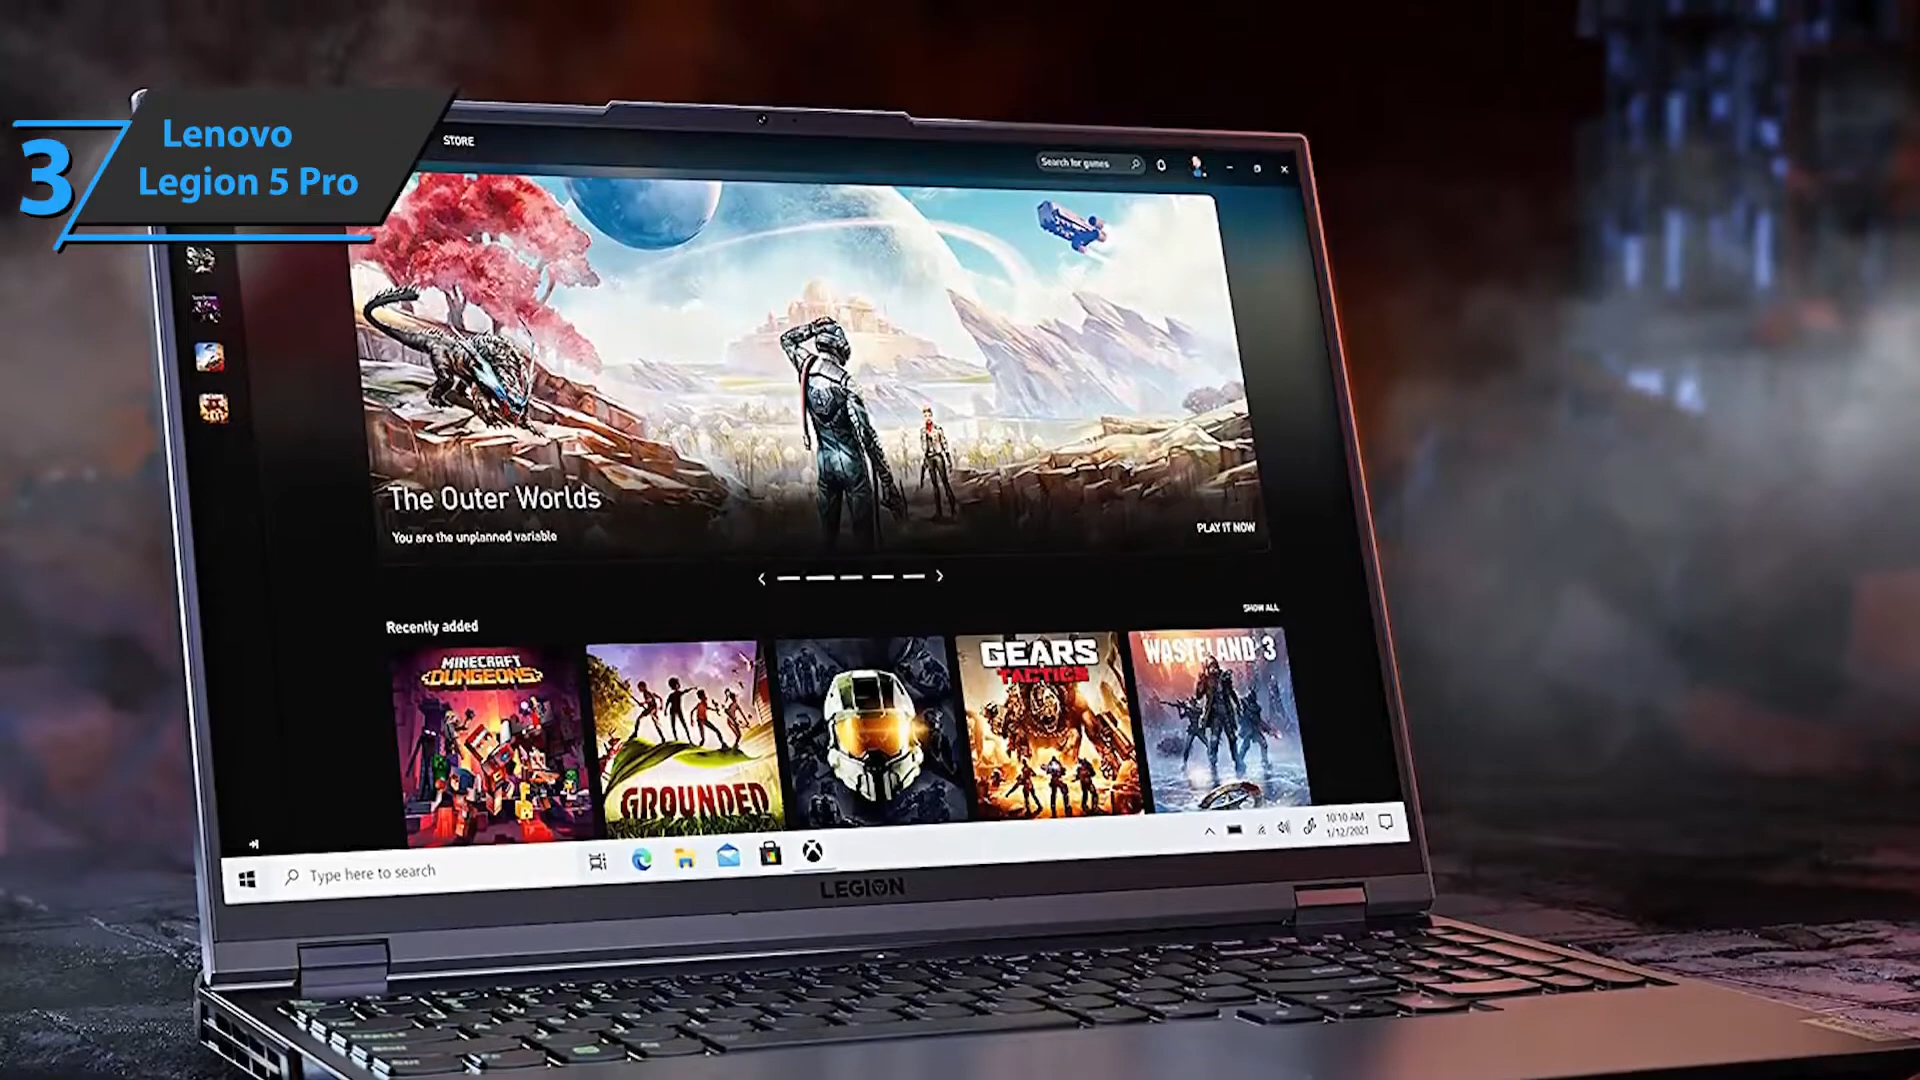 3
Lenovo
Legion 5 Pro
STORE
Search for games
The Outer Worlds
You are the unplanned variable
PLAY IT NOW
SHOW ALL
Recently added
MINECRAFT
DUNGEONS
GROUNDED
GEARS
TACTICS
WASTELAND 3
Type here to search
10:10 AM
1/12/2021
LEGION